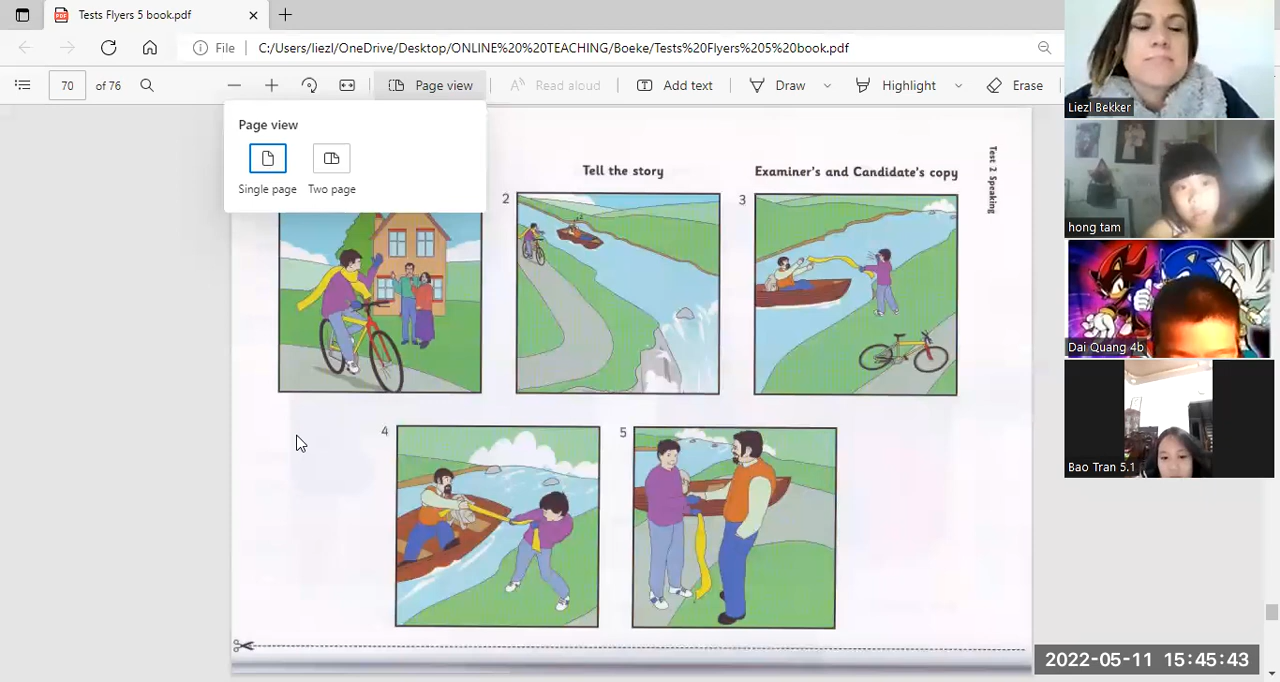 Tests Flyers 5 book.pdf
File
C:/Users/liezl/OneDrive/Desktop/ONLINE%20%20TEACHING/Boeke/Tests%20Flyers%205%20book.pdf
70 of 76
Page view
Read aloud
Add text
Draw
Highlight
Erase
Page view
Single page
Two page
Tell the story
Examiner's and Candidate's copy
Test 2 Speaking
2
3
4
5
Liezl Bekker
hong tam
Dai Quang 4b
Bao Tran 5.1
2022-05-11 15:45:43